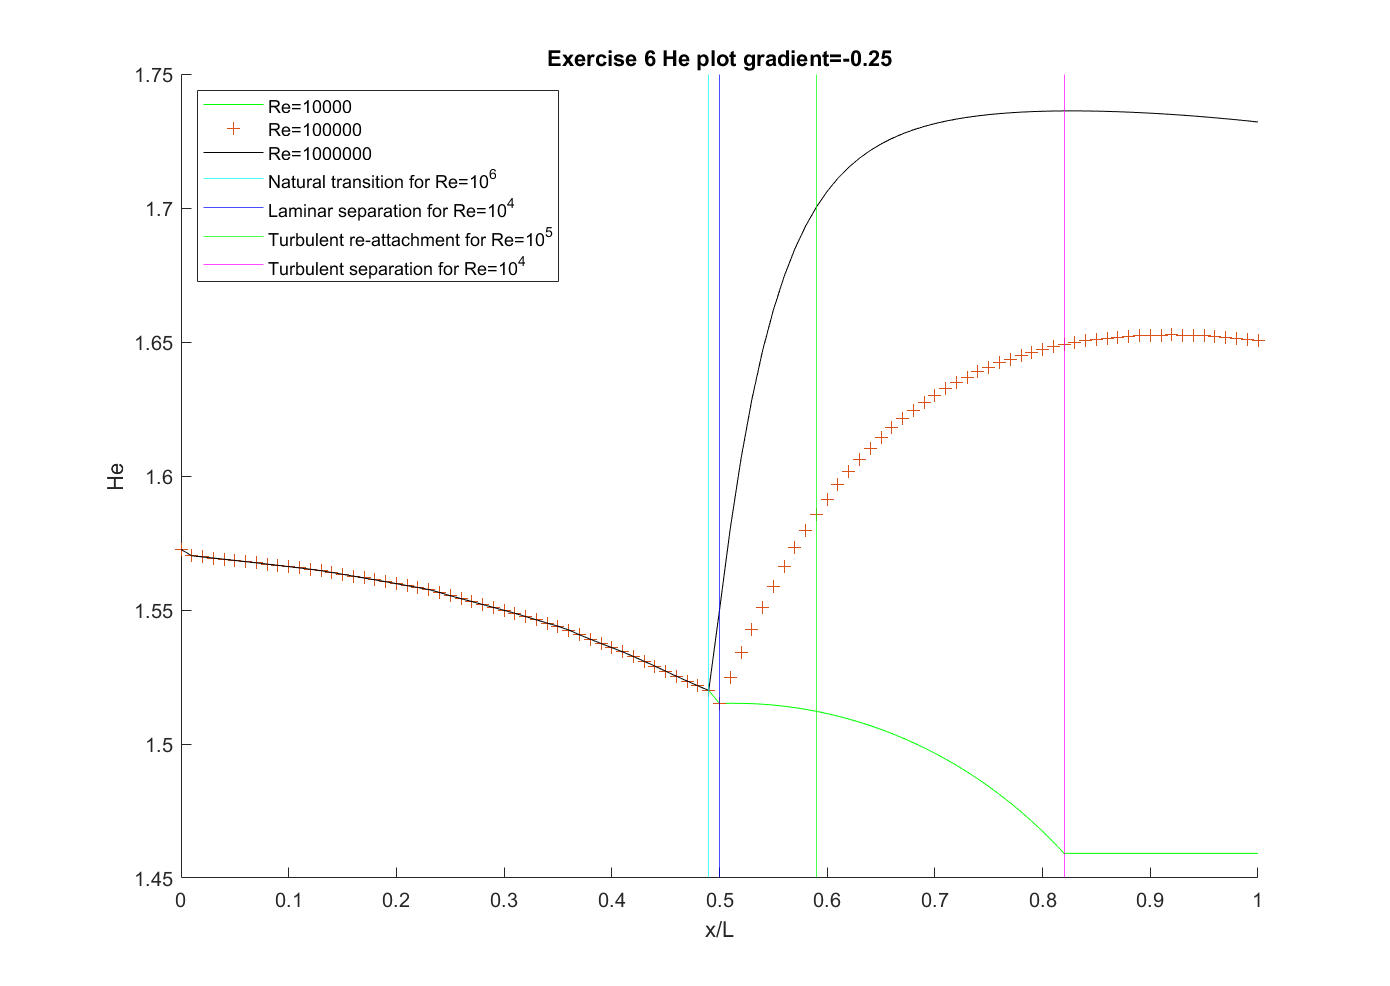 Exercise 6 He plot gradient=-0.25
1.75
1.7
1.65
1.6
1.55
1.5
1.45
He
Re=10000
Re=100000
Re=1000000
Natural transition for Re=10^6
Laminar separation for Re=10^4
Turbulent re-attachment for Re=10^5
Turbulent separation for Re=10^4
0 0.1 0.2 0.3 0.4 0.5 0.6 0.7 0.8 0.9 1
x/L